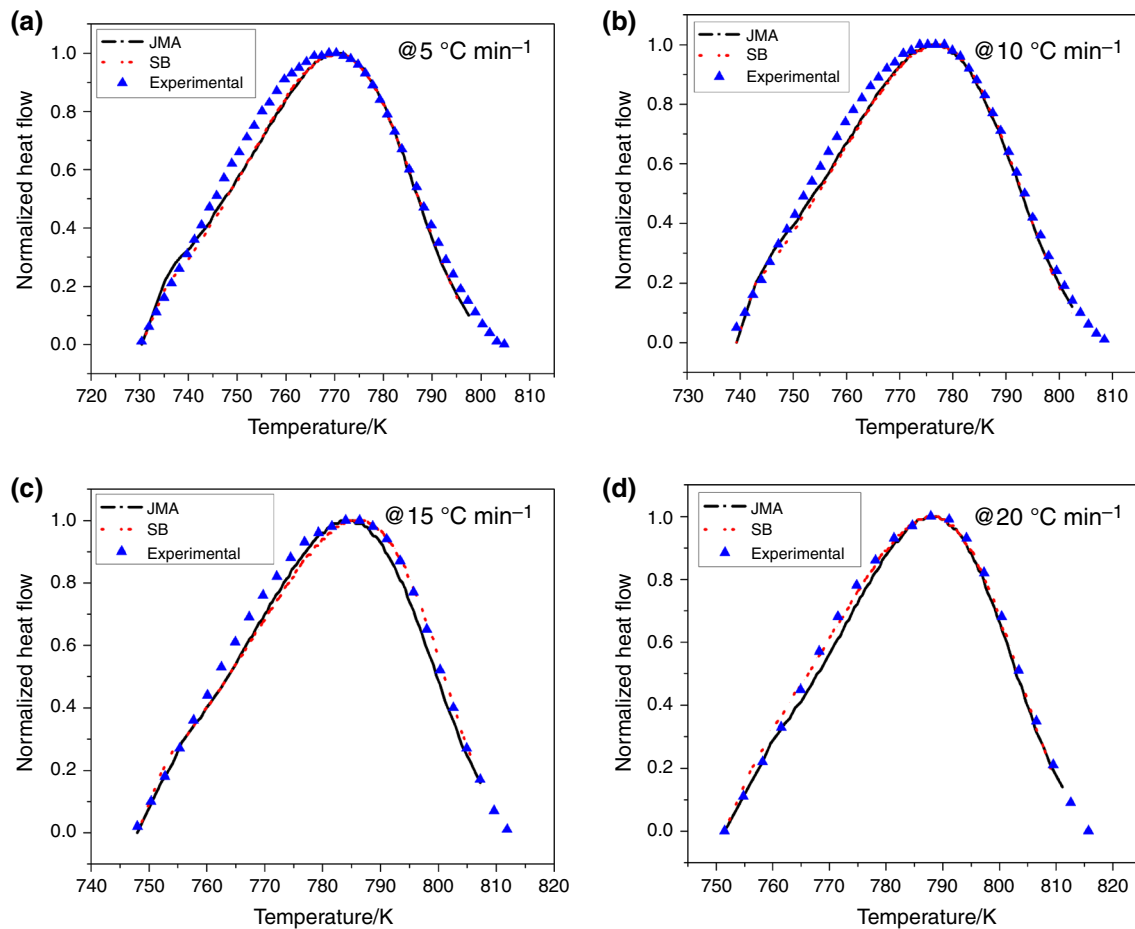 (a)
JMA
SB
Experimental
@5 °C min⁻¹
Normalized heat flow
1.0
0.8
0.6
0.4
0.2
0.0
720 730 740 750 760 770 780 790 800 810
Temperature/K
(b)
JMA
SB
Experimental
@10 °C min⁻¹
Normalized heat flow
1.0
0.8
0.6
0.4
0.2
0.0
730 740 750 760 770 780 790 800 810
Temperature/K
(c)
JMA
SB
Experimental
@15 °C min⁻¹
Normalized heat flow
1.0
0.8
0.6
0.4
0.2
0.0
740 750 760 770 780 790 800 810 820
Temperature/K
(d)
JMA
SB
Experimental
@20 °C min⁻¹
Normalized heat flow
1.0
0.8
0.6
0.4
0.2
0.0
750 760 770 780 790 800 810 820
Temperature/K